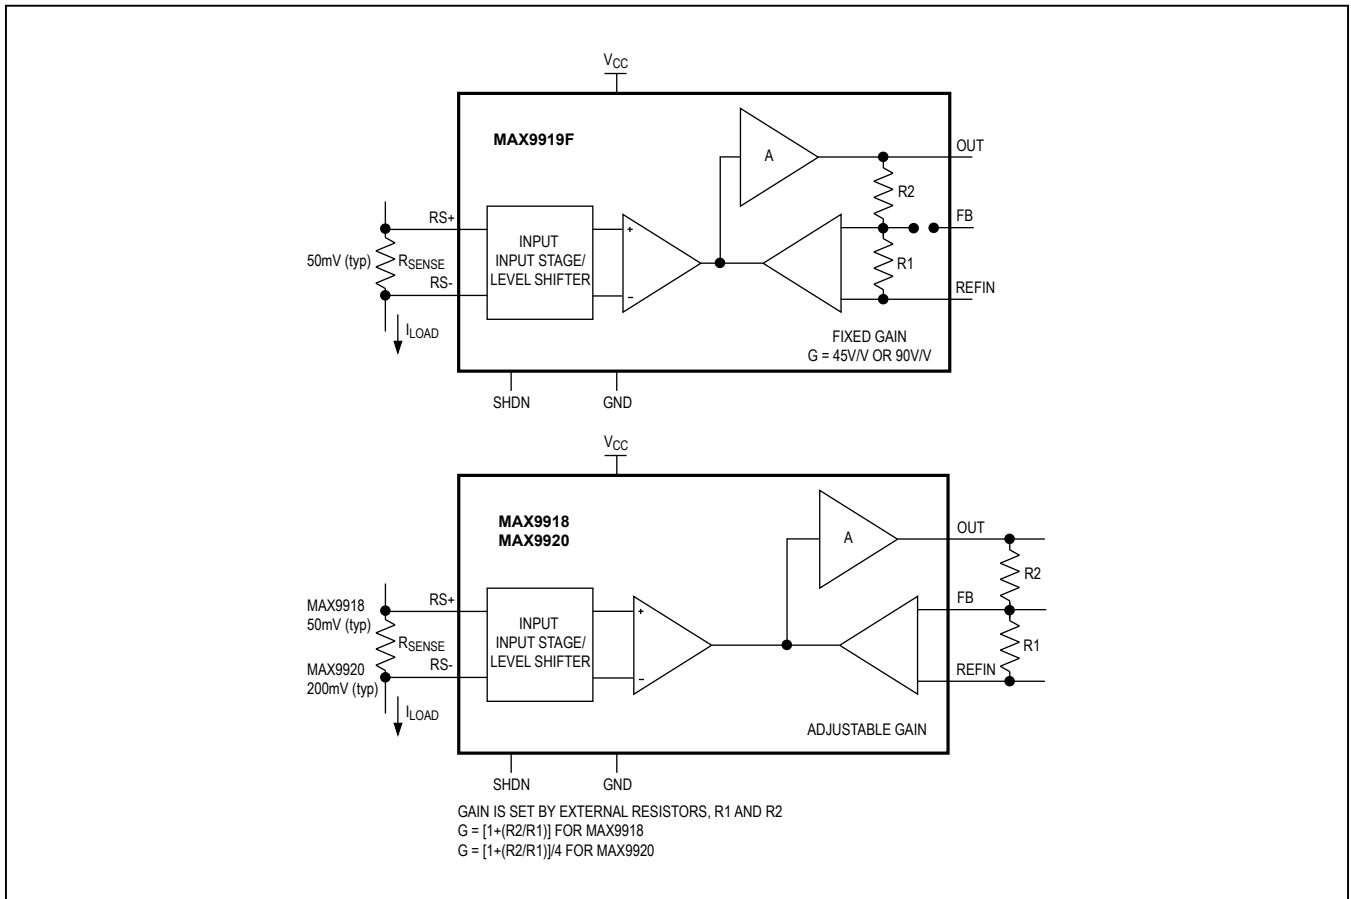 VCC
MAX9919F
A
OUT
R2
FB
RS+
INPUT
INPUT STAGE/
LEVEL SHIFTER
+
-
50mV (typ)
RSENSE
R1
RS-
REFIN
ILOAD
FIXED GAIN
G = 45V/V OR 90V/V
SHDN
GND
VCC
MAX9918
MAX9920
A
OUT
R2
FB
MAX9918
50mV (typ)
RS+
INPUT
INPUT STAGE/
LEVEL SHIFTER
+
-
RSENSE
R1
MAX9920
200mV (typ)
RS-
REFIN
ILOAD
ADJUSTABLE GAIN
SHDN
GND
GAIN IS SET BY EXTERNAL RESISTORS, R1 AND R2
G = [1+(R2/R1)] FOR MAX9918
G = [1+(R2/R1)]/4 FOR MAX9920